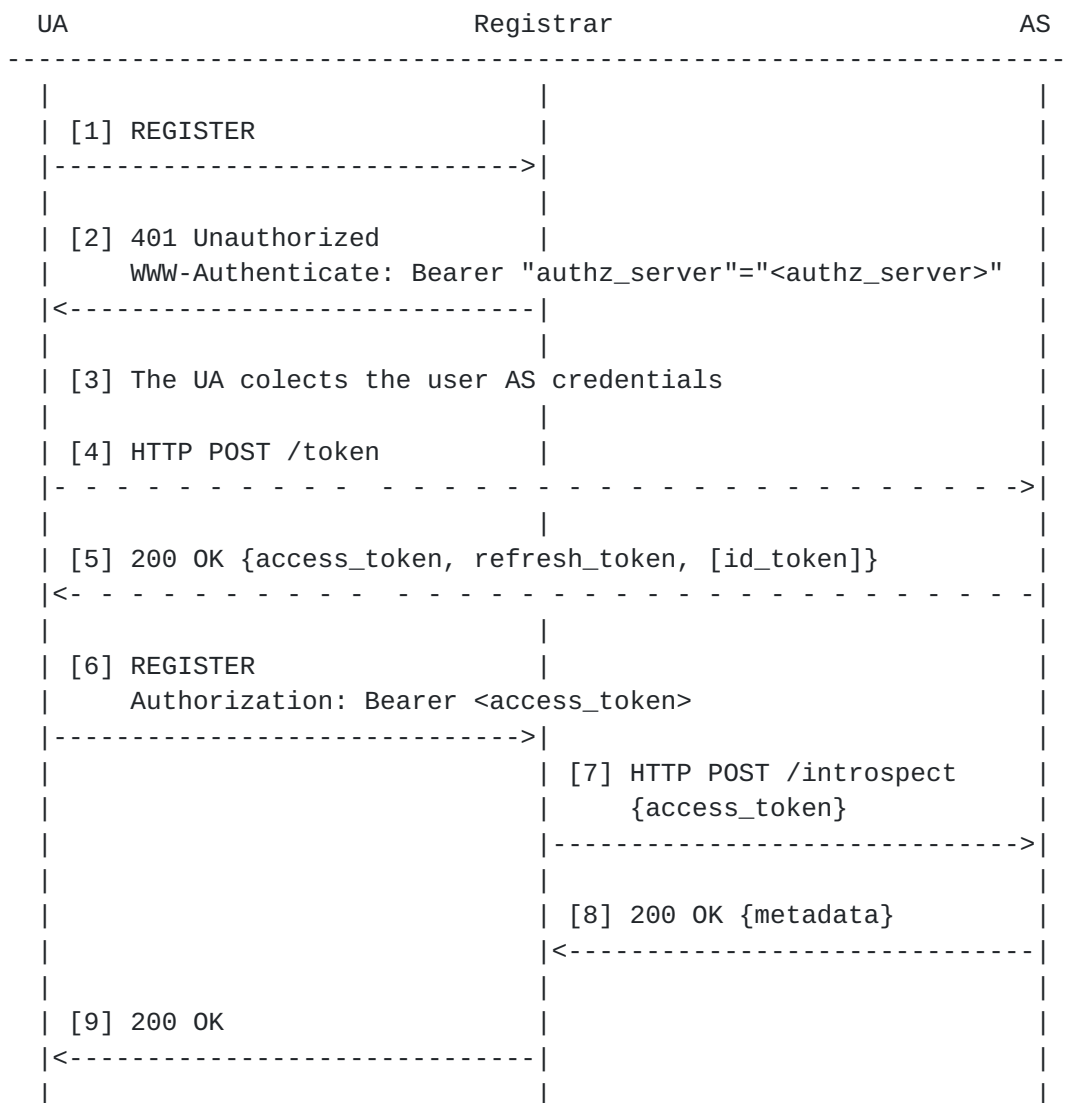 UA Registrar AS
---------------------------------------------------------------------
[1] REGISTER
|------------------------------>|
[2] 401 Unauthorized
WWW-Authenticate: Bearer "authz_server"="<authz_server>"
|<------------------------------|
[3] The UA colects the user AS credentials
[4] HTTP POST /token
|- - - - - - - - - - -  - - - - - - - - - - - - - - - - - - - - ->|
[5] 200 OK {access_token, refresh_token, [id_token]}
|<- - - - - - - - - -  - - - - - - - - - - - - - - - - - - - - - -|
[6] REGISTER
Authorization: Bearer <access_token>
|------------------------------>|
[7] HTTP POST /introspect
{access_token}
|------------------------------>|
[8] 200 OK {metadata}
|<------------------------------|
[9] 200 OK
|<------------------------------|